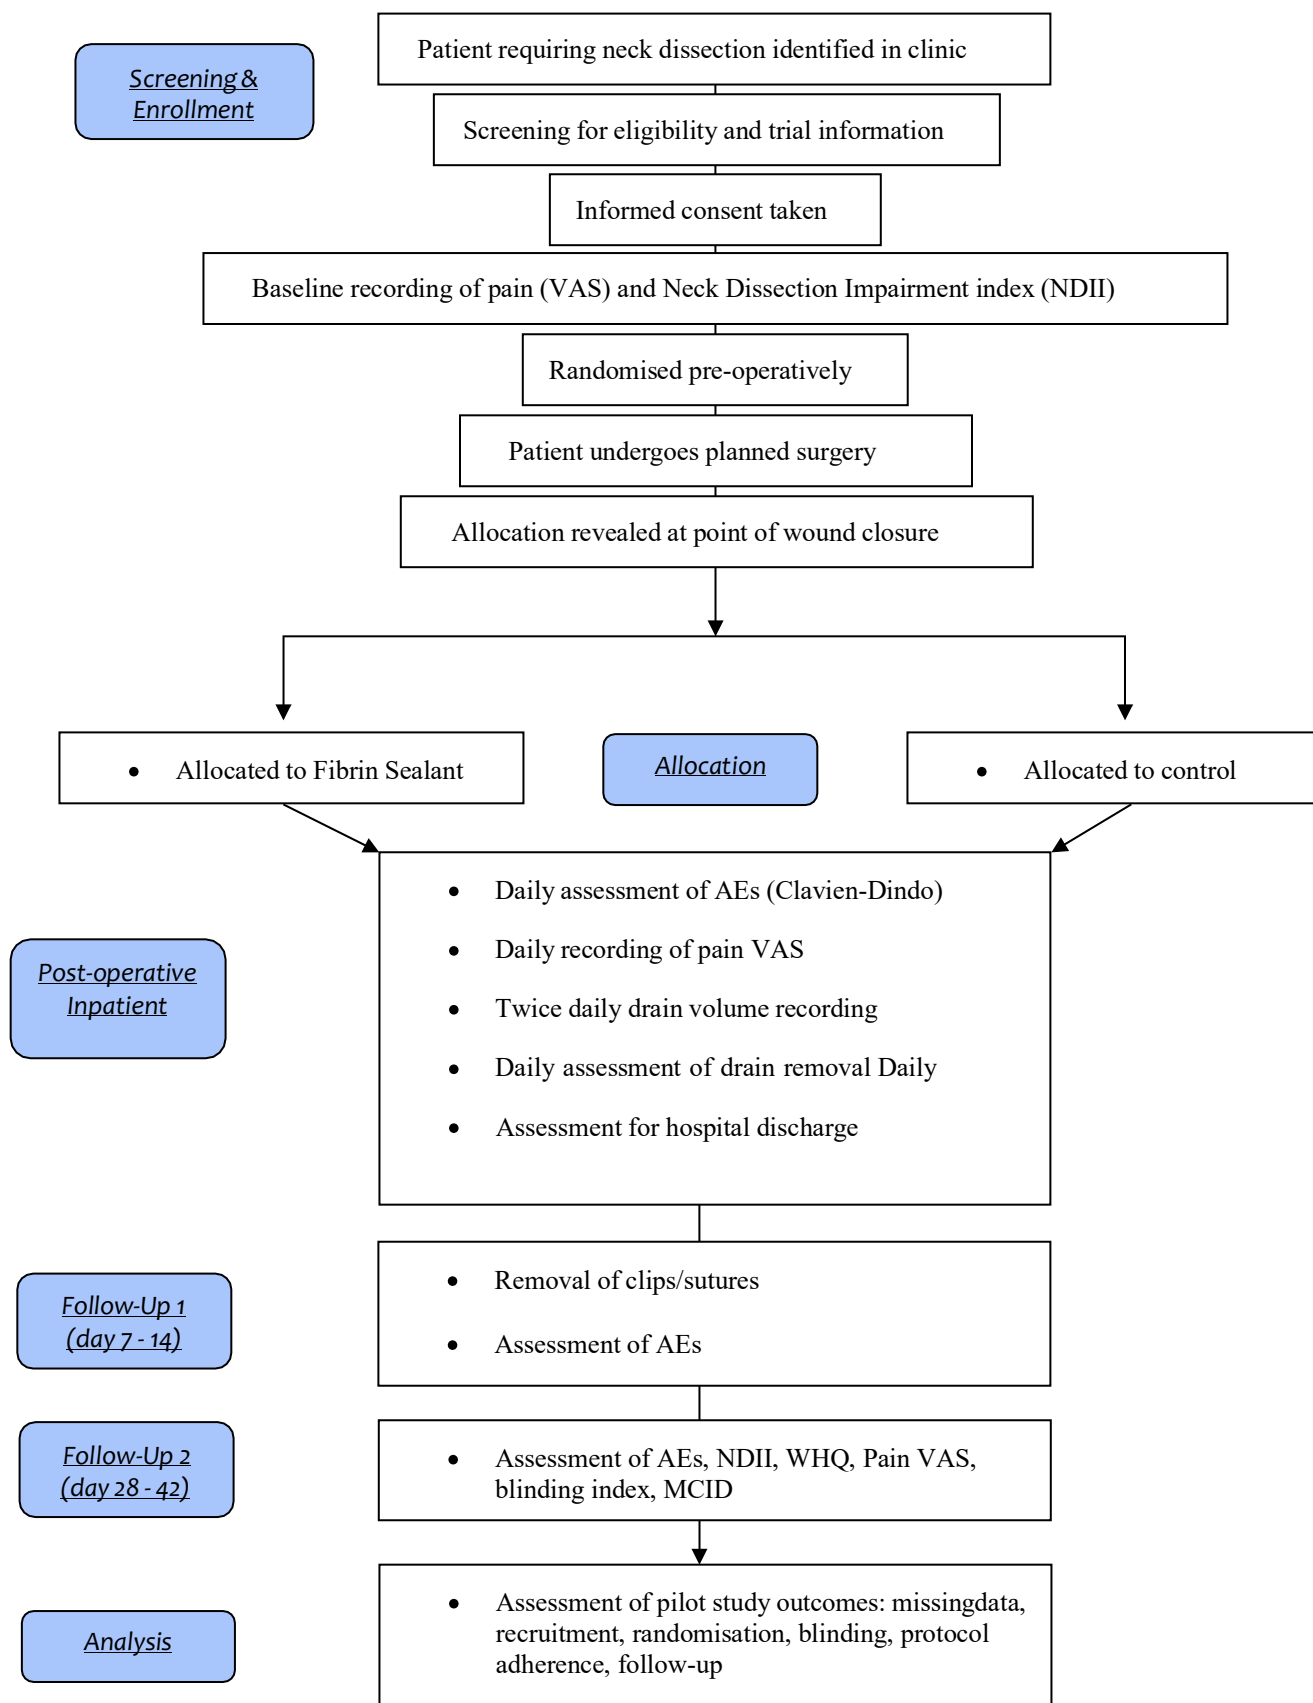 Screening &
Enrollment
Patient requiring neck dissection identified in clinic
Screening for eligibility and trial information
Informed consent taken
Baseline recording of pain (VAS) and Neck Dissection Impairment index (NDII)
Randomised pre-operatively
Patient undergoes planned surgery
Allocation revealed at point of wound closure
• Allocated to Fibrin Sealant
Allocation
• Allocated to control
Post-operative
Inpatient
• Daily assessment of AEs (Clavien-Dindo)
• Daily recording of pain VAS
• Twice daily drain volume recording
• Daily assessment of drain removal Daily
• Assessment for hospital discharge
Follow-Up 1
(day 7 - 14)
• Removal of clips/sutures
• Assessment of AEs
Follow-Up 2
(day 28 - 42)
• Assessment of AEs, NDII, WHQ, Pain VAS,
blinding index, MCID
Analysis
• Assessment of pilot study outcomes: missingdata,
recruitment, randomisation, blinding, protocol
adherence, follow-up